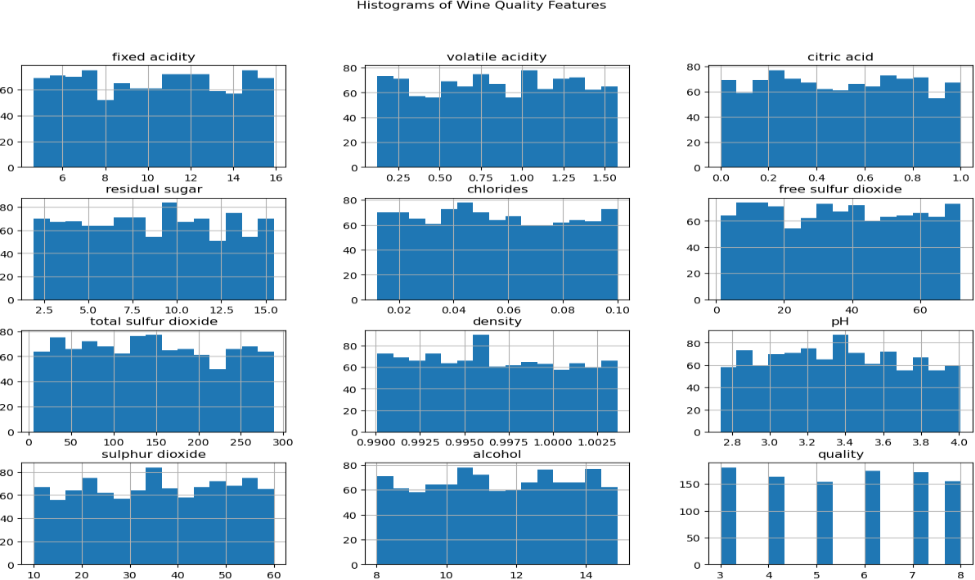 Histograms of Wine Quality Features
fixed acidity
60
40
20
0
6 8 10 12 14 16
volatile acidity
80
60
40
20
0
0.25 0.50 0.75 1.00 1.25 1.50
citric acid
80
60
40
20
0
0.0 0.2 0.4 0.6 0.8 1.0
residual sugar
80
60
40
20
0
2.5 5.0 7.5 10.0 12.5 15.0
chlorides
80
60
40
20
0
0.02 0.04 0.06 0.08 0.10
free sulfur dioxide
60
40
20
0
0 20 40 60
total sulfur dioxide
80
60
40
20
0
0 50 100 150 200 250 300
density
80
60
40
20
0
0.9900 0.9925 0.9950 0.9975 1.0000 1.0025
pH
80
60
40
20
0
2.8 3.0 3.2 3.4 3.6 3.8 4.0
sulphur dioxide
80
60
40
20
0
10 20 30 40 50 60
alcohol
80
60
40
20
0
8 10 12 14
quality
150
100
50
0
3 4 5 6 7 8